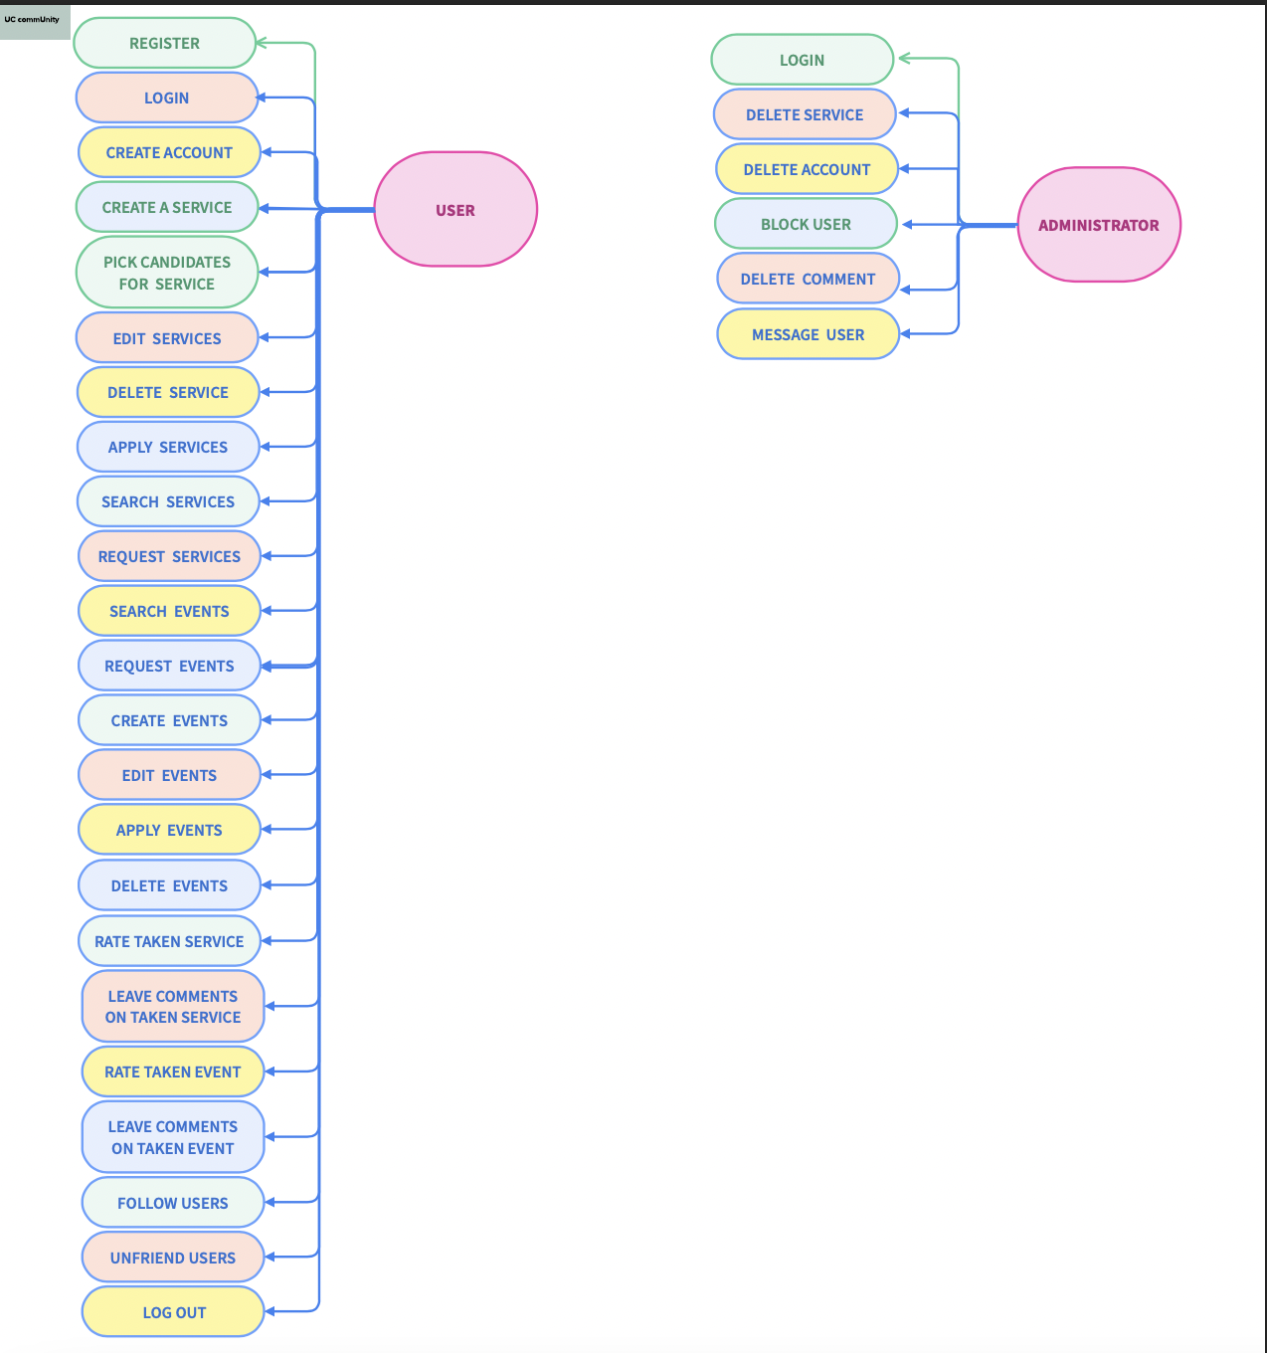 UC commUnity
REGISTER
LOGIN
CREATE ACCOUNT
CREATE A SERVICE
PICK CANDIDATES
FOR SERVICE
EDIT SERVICES
DELETE SERVICE
APPLY SERVICES
SEARCH SERVICES
REQUEST SERVICES
SEARCH EVENTS
REQUEST EVENTS
CREATE EVENTS
EDIT EVENTS
APPLY EVENTS
DELETE EVENTS
RATE TAKEN SERVICE
LEAVE COMMENTS
ON TAKEN SERVICE
RATE TAKEN EVENT
LEAVE COMMENTS
ON TAKEN EVENT
FOLLOW USERS
UNFRIEND USERS
LOG OUT
USER
LOGIN
DELETE SERVICE
DELETE ACCOUNT
BLOCK USER
DELETE COMMENT
MESSAGE USER
ADMINISTRATOR